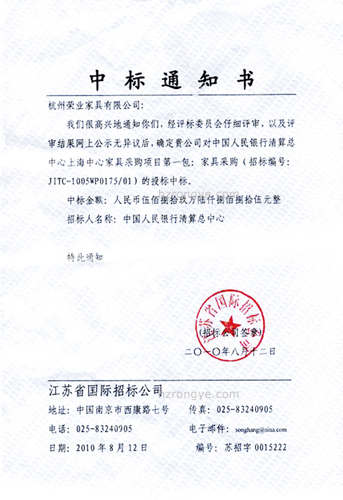 中标通知书
杭州荣业家具有限公司:
我们很高兴地通知你们，经评标委员会仔细评审，以及评
审结果网上公示无异议后，确定贵公司对中国人民银行清算总
中心上海中心家具采购项目第一包：家具采购（招标编号：
JITC-1005WP0175/01）的投标中标。
中标金额：人民币伍佰捌拾玖万陆仟捌佰捌拾伍元整
招标人名称：中国人民银行清算总中心
hzrongye.com
特此通知
江苏省国际招标公司
(招标公司签章)
二〇一〇年八月十二日
hzrongye.com
江苏省国际招标公司
地址：中国南京市西康路七号 传真：025-83240905
电话：025-83240905 电子邮件：songhang@sina.com
日期：2010年8月12日 编号：苏招字 0015222